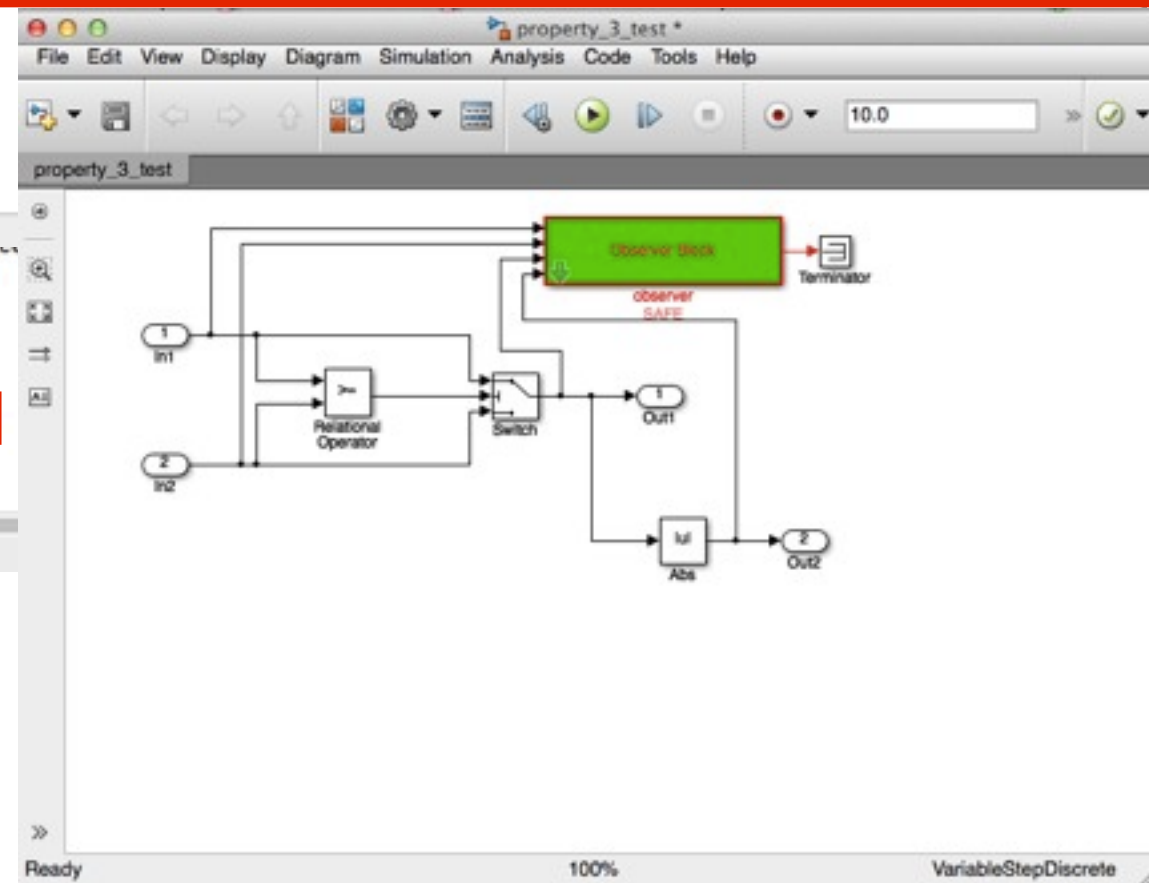 property_3_test *
File Edit View Display Diagram Simulation Analysis Code Tools Help
10.0
property_3_test
Observer Block
observer
SAFE
Terminator
1
In1
>=
Relational
Operator
Switch
1
Out1
2
In2
|u|
Abs
2
Out2
Ready 100% VariableStepDiscrete